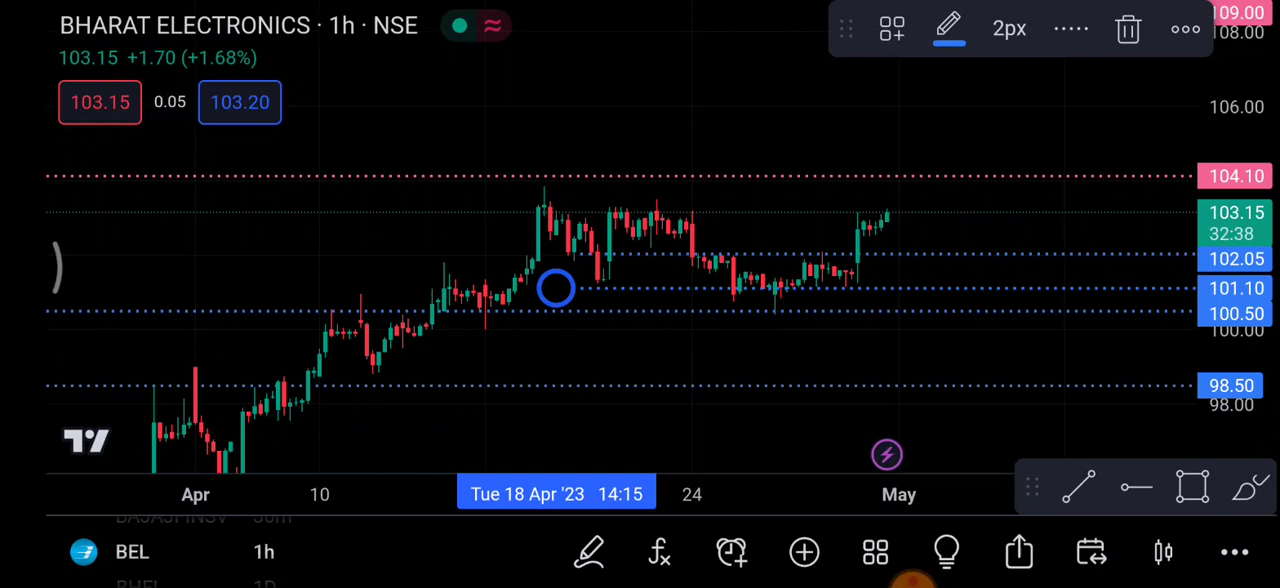 BHARAT ELECTRONICS · 1h · NSE
103.15 +1.70 (+1.68%)
103.15 0.05 103.20
2px
109.00
108.00
106.00
104.10
103.15
32:38
102.05
101.10
100.50
100.00
98.50
98.00
Apr 10 Tue 18 Apr '23 14:15 24 May
BEL 1h